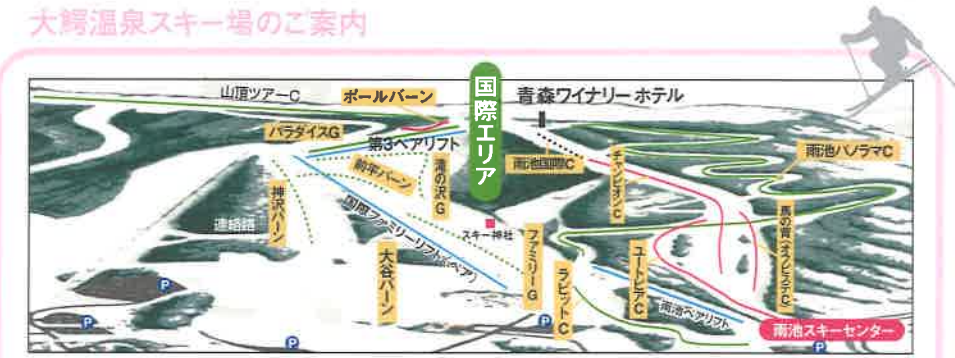 大鰐温泉スキー場のご案内
国際エリア
山頂ツアーC
ポールバーン
青森ワイナリーホテル
パラダイスG
第3ペアリフト
雨池国際C
チャンピオンC
雨池パノラマC
前平バーン
滝の沢G
神沢バーン
連絡路
国際ファミリーリフト(ペア)
スキー神社
大谷バーン
ファミリーG
ラビットC
ユートピアC
馬の背(オフピステC)
雨池ペアリフト
雨池スキーセンター
P
P
P
P
P